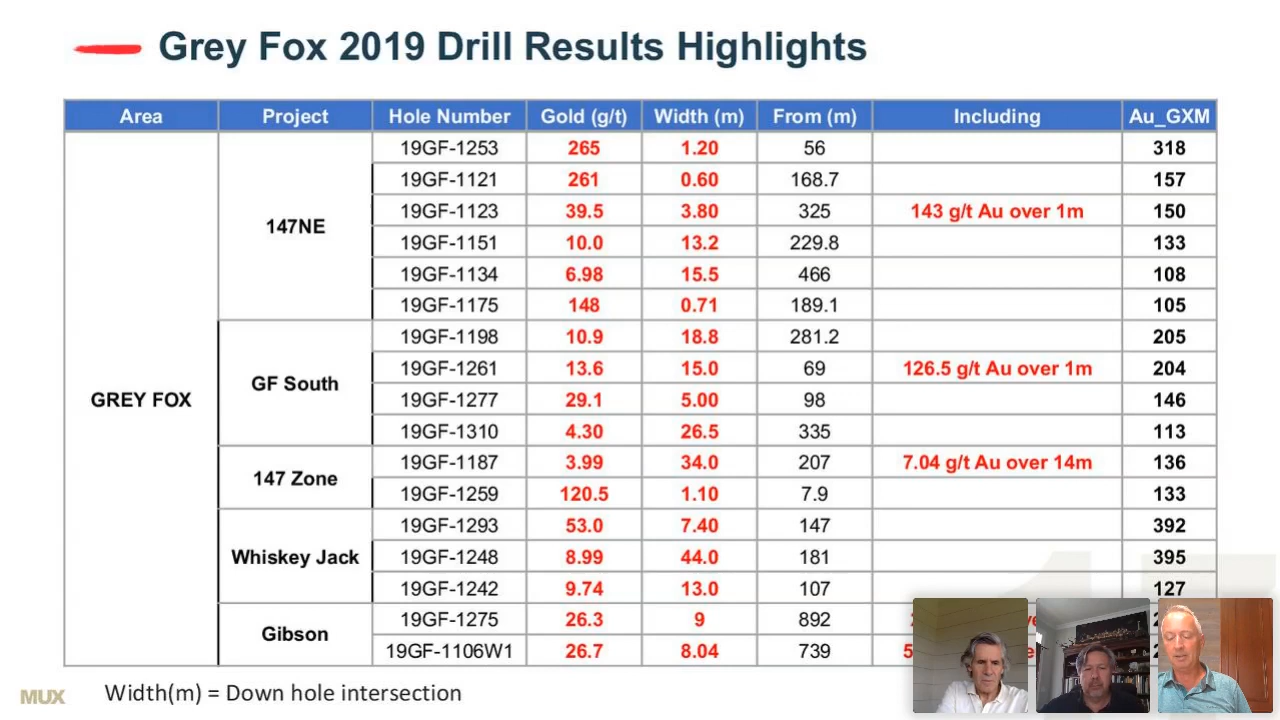 Grey Fox 2019 Drill Results Highlights
Area Project Hole Number Gold (g/t) Width (m) From (m) Including Au_GXM
GREY FOX
147NE
19GF-1253 265 1.20 56 318
19GF-1121 261 0.60 168.7 157
19GF-1123 39.5 3.80 325 143 g/t Au over 1m 150
19GF-1151 10.0 13.2 229.8 133
19GF-1134 6.98 15.5 466 108
19GF-1175 148 0.71 189.1 105
GF South
19GF-1198 10.9 18.8 281.2 205
19GF-1261 13.6 15.0 69 126.5 g/t Au over 1m 204
19GF-1277 29.1 5.00 98 146
19GF-1310 4.30 26.5 335 113
147 Zone
19GF-1187 3.99 34.0 207 7.04 g/t Au over 14m 136
19GF-1259 120.5 1.10 7.9 133
Whiskey Jack
19GF-1293 53.0 7.40 147 392
19GF-1248 8.99 44.0 181 395
19GF-1242 9.74 13.0 107 127
Gibson
19GF-1275 26.3 9 892
19GF-1106W1 26.7 8.04 739
MUX Width(m) = Down hole intersection